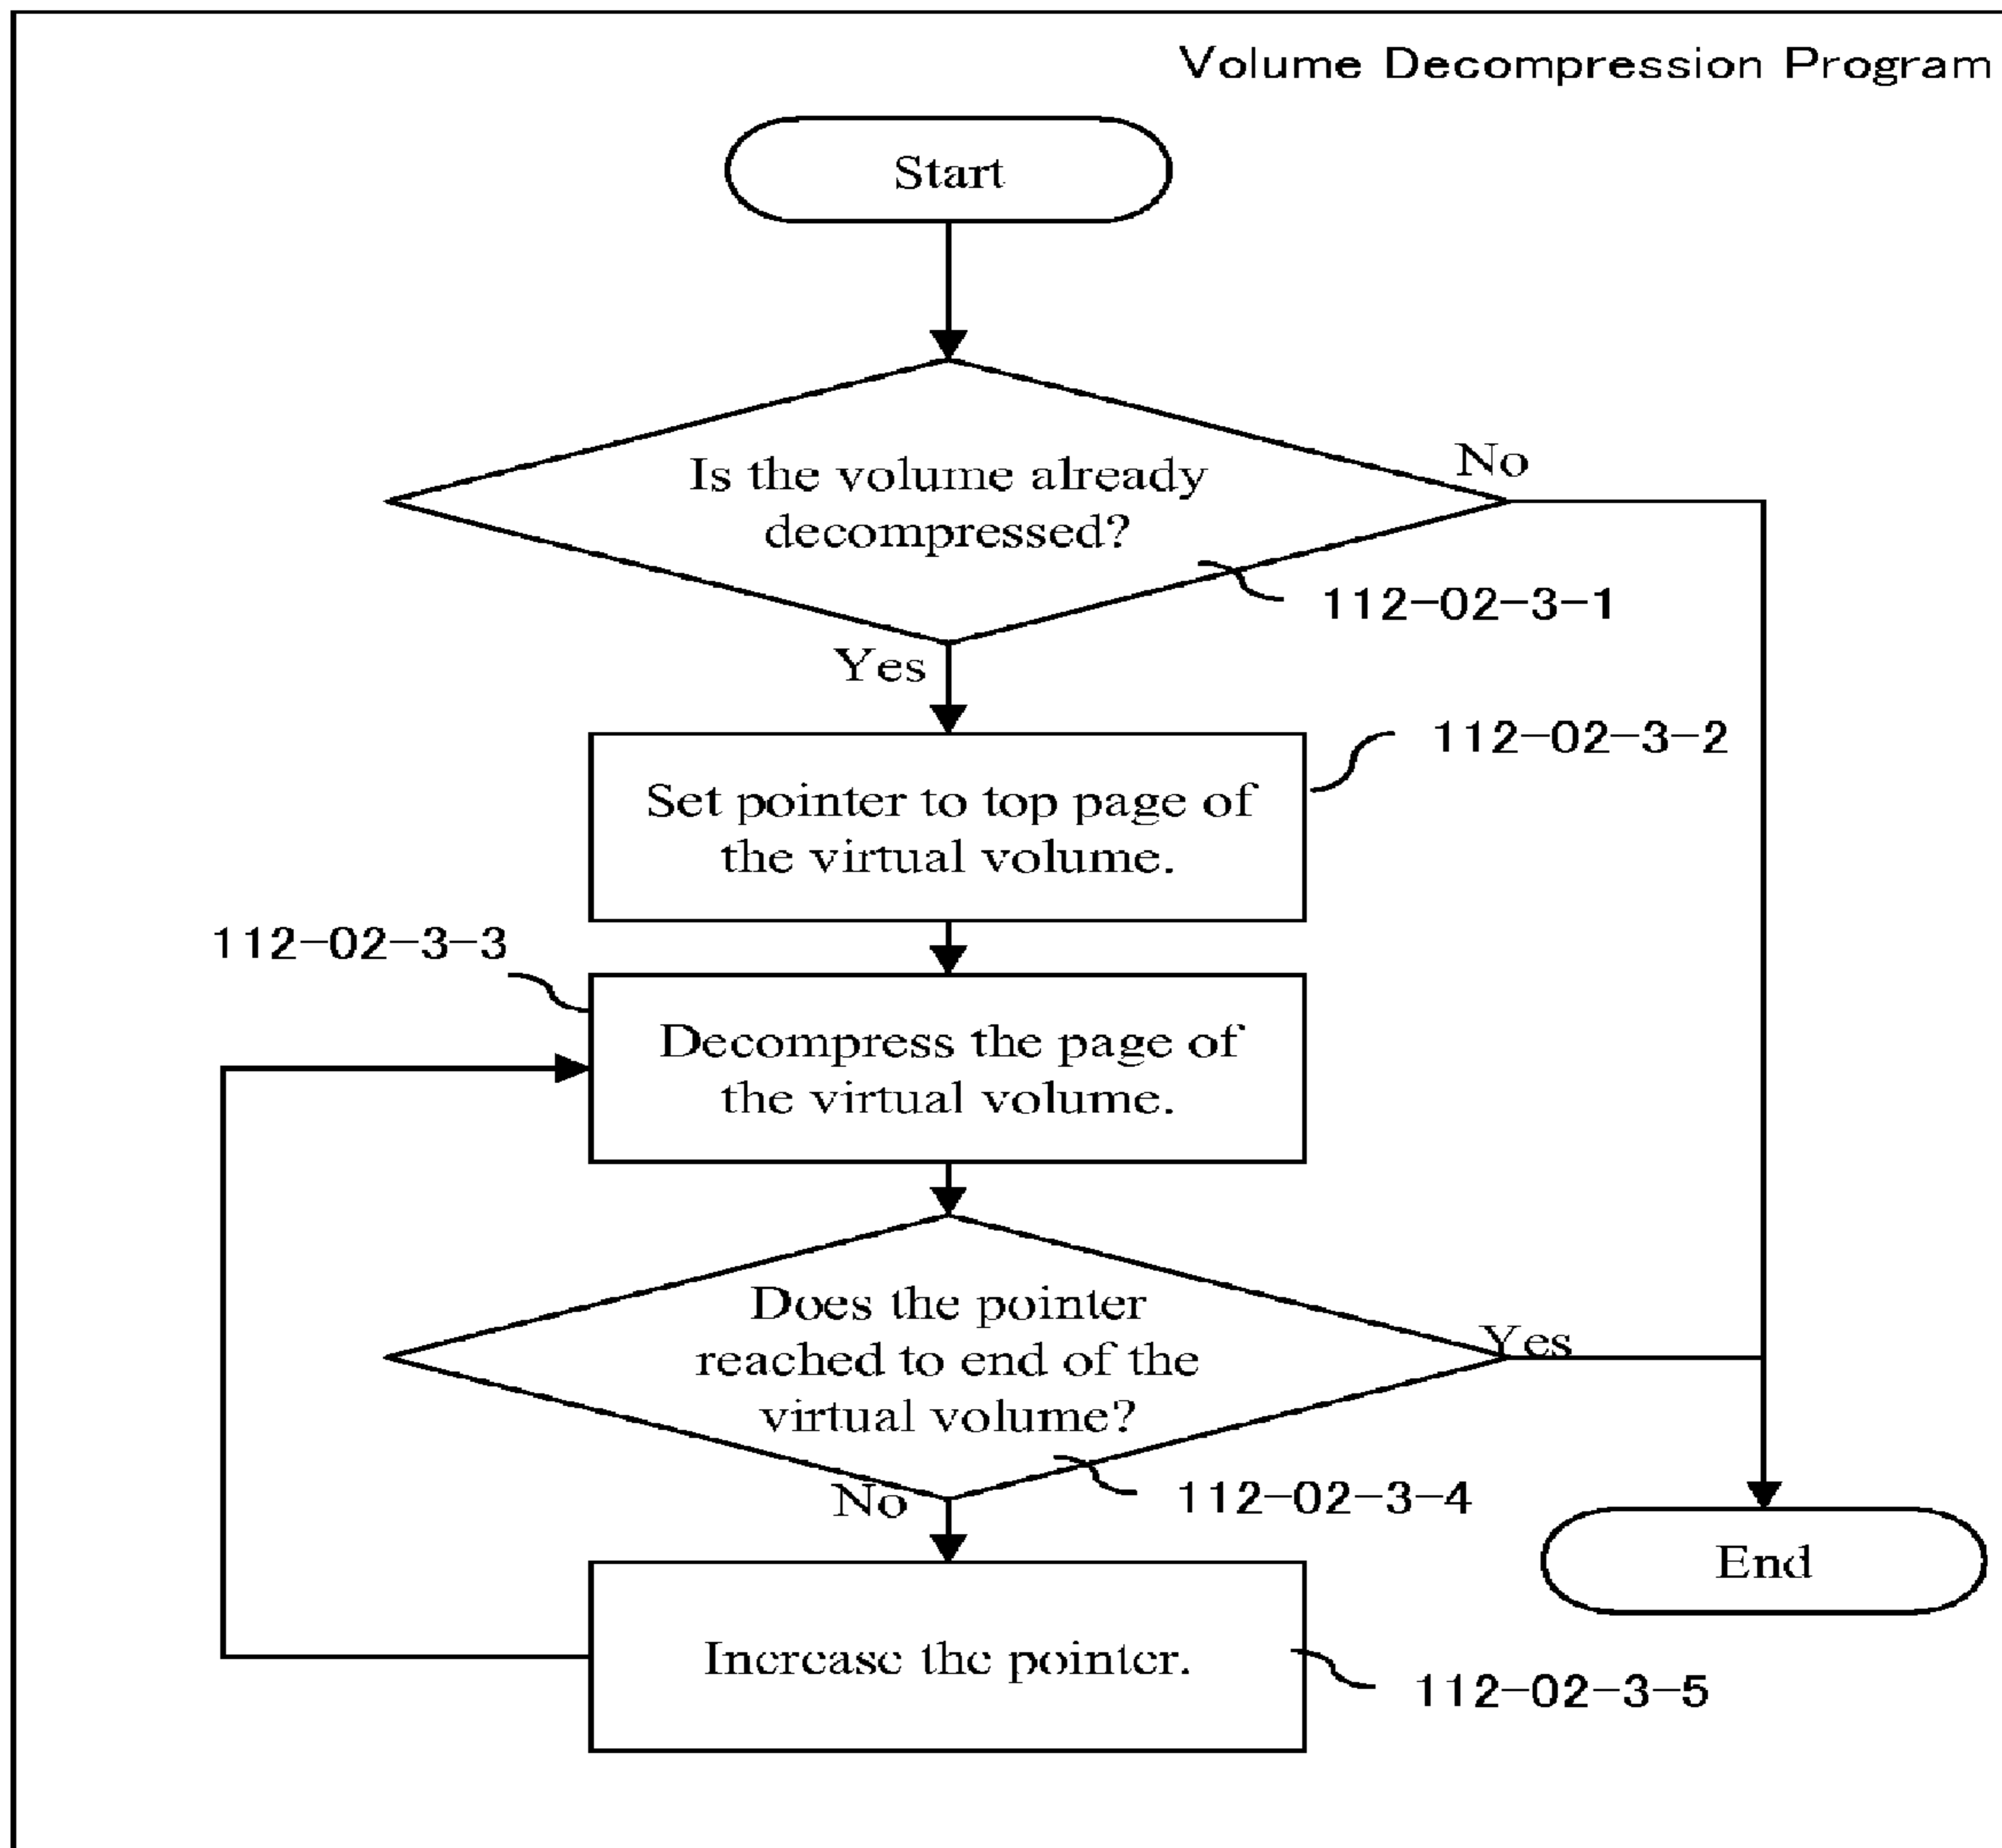 Volume Decompression Program
Start
Is the volume already
decompressed?
No
112-02-3-1
Yes
112-02-3-2
Set pointer to top page of
the virtual volume.
112-02-3-3
Decompress the page of
the virtual volume.
Does the pointer
reached to end of the
virtual volume?
Yes
112-02-3-4
No
End
Increase the pointer.
112-02-3-5